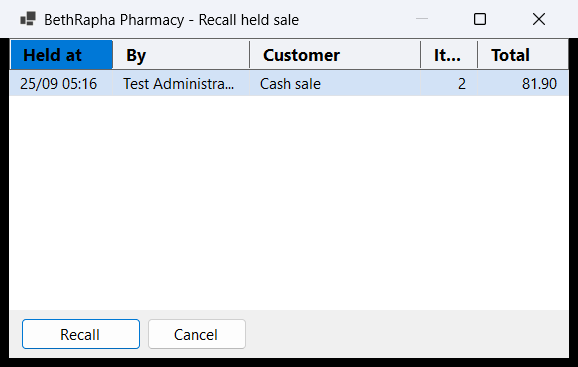 BethRapha Pharmacy - Recall held sale
Held at By Customer It... Total
25/09 05:16 Test Administra... Cash sale 2 81.90
Recall Cancel